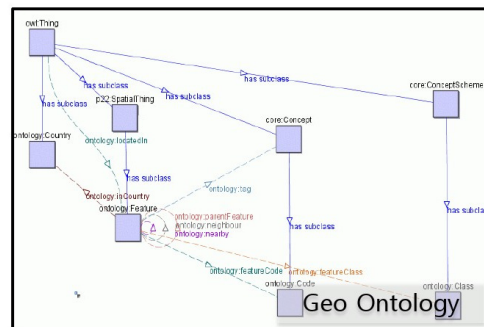 owl:Thing
core:ConceptScheme
has subclass
has subclass
has subclass
has subclass
p22:SpatialThing
core:Concept
ontology:Country
ontology:locatedIn
has subclass
ontology:tag
ontology:inCountry
ontology:Feature
ontology:parentFeature
ontology:neighbour
ontology:nearby
has subclass
has subcla
ontology:featureCode
ontology:featureClass
ontology:Code
ontology:Class
Geo Ontology